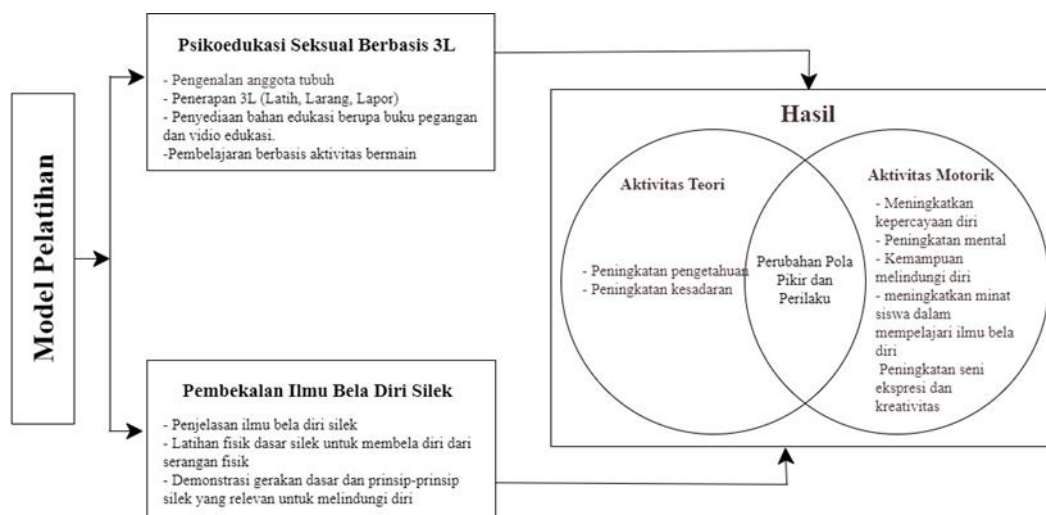 Model Pelatihan
Psikoedukasi Seksual Berbasis 3L
- Pengenalan anggota tubuh
- Penerapan 3L (Latih, Larang, Lapor)
- Penyediaan bahan edukasi berupa buku pegangan
dan vidio edukasi.
-Pembelajaran berbasis aktivitas bermain
Pembekalan Ilmu Bela Diri Silek
- Penjelasan ilmu bela diri silek
- Latihan fisik dasar silek untuk membela diri dari
serangan fisik
- Demonstrasi gerakan dasar dan prinsip-prinsip
silek yang relevan untuk melindungi diri
Hasil
Aktivitas Teori
- Peningkatan pengetahuan
- Peningkatan kesadaran
Perubahan Pola
Pikir dan
Perilaku
Aktivitas Motorik
- Meningkatkan
kepercayaan diri
- Peningkatan mental
- Kemampuan
melindungi diri
- meningkatkan minat
siswa dalam
mempelajari ilmu bela
diri
Peningkatan seni
ekspresi dan
kreativitas